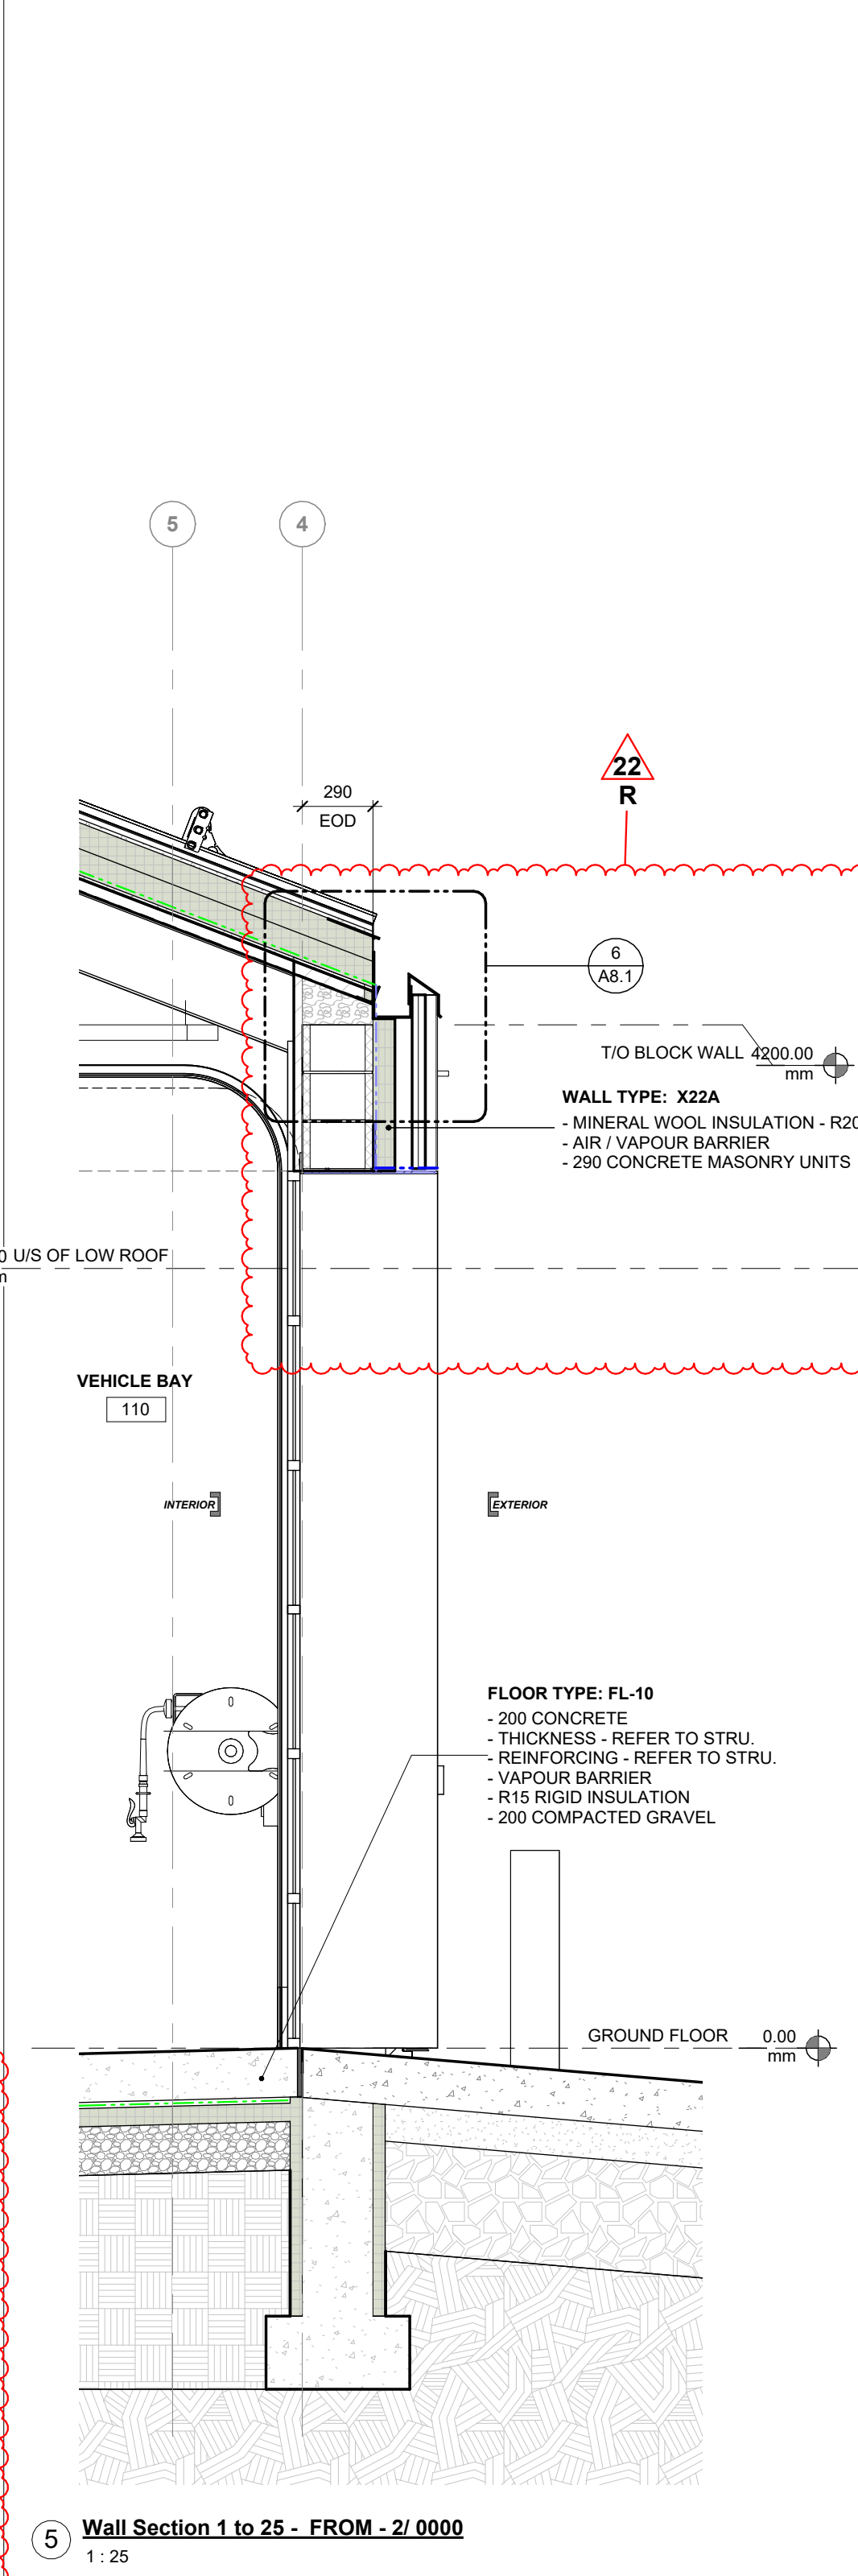 5
4
22
R
290
EOD
6
A8.1
T/O BLOCK WALL 4200.00
mm
WALL TYPE: X22A
- MINERAL WOOL INSULATION - R20
- AIR / VAPOUR BARRIER
- 290 CONCRETE MASONRY UNITS
0 U/S OF LOW ROOF
VEHICLE BAY
110
INTERIOR
EXTERIOR
FLOOR TYPE: FL-10
- 200 CONCRETE
- THICKNESS - REFER TO STRU.
- REINFORCING - REFER TO STRU.
- VAPOUR BARRIER
- R15 RIGID INSULATION
- 200 COMPACTED GRAVEL
GROUND FLOOR 0.00
mm
5 Wall Section 1 to 25 - FROM - 2/ 0000
1 : 25